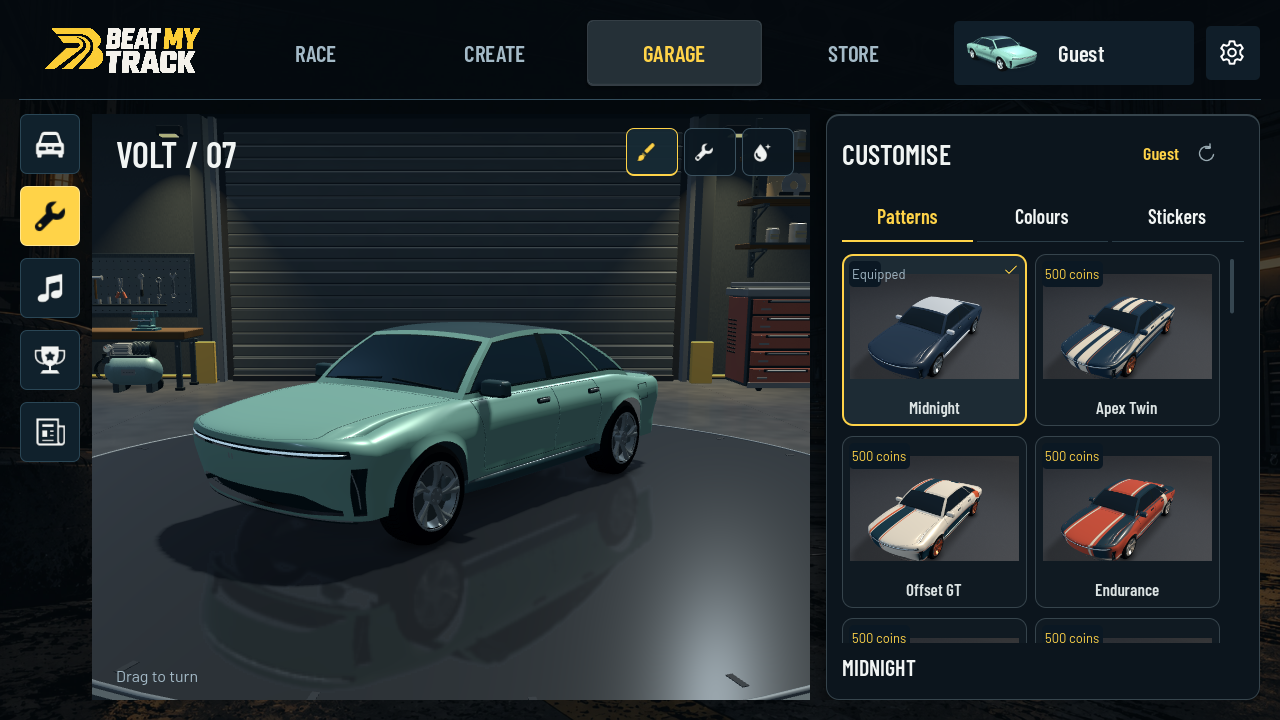 BEAT MY
TRACK
RACE
CREATE
GARAGE
STORE
Guest
VOLT / 07
CUSTOMISE
Guest
Patterns
Colours
Stickers
Equipped
500 coins
Midnight
Apex Twin
500 coins
500 coins
Offset GT
Endurance
500 coins
500 coins
MIDNIGHT
Drag to turn